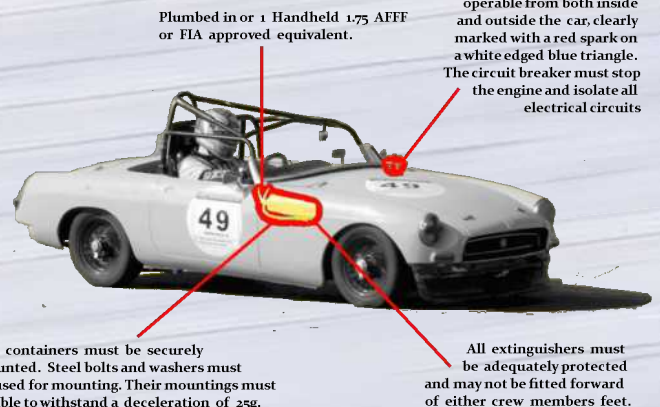 Plumbed in or 1 Handheld 1.75 AFFF
or FIA approved equivalent.
operable from both inside
and outside the car, clearly
marked with a red spark on
a white edged blue triangle.
The circuit breaker must stop
the engine and isolate all
electrical circuits
49
49
containers must be securely
unted. Steel bolts and washers must
used for mounting. Their mountings must
ble to withstand a deceleration of 25g.
All extinguishers must
be adequately protected
and may not be fitted forward
of either crew members feet.